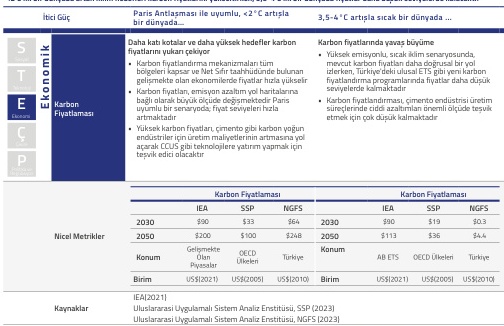 İtici Güç
Paris Antlaşması ile uyumlu, <2°C artışla
bir dünyada...
3,5-4°C artışla sıcak bir dünyada ...
Ekonomik
S
T
E
Ekonomi
Ç
P
Karbon
Fiyatlaması
Daha katı kotalar ve daha yüksek hedefler karbon
fiyatlarını yukarı çekiyor
• Karbon fiyatlandırma mekanizmaları tüm
bölgeleri kapsar ve Net Sıfır taahhüdünde bulunan
gelişmekte olan ekonomilerde fiyatlar hızla yükselir
• Karbon fiyatları, emisyon azaltım yol haritalarına
bağlı olarak büyük ölçüde değişmektedir Paris
uyumlu bir senaryoda; fiyat seviyeleri hızla
artmaktadır
• Yüksek karbon fiyatları, çimento gibi karbon yoğun
endüstriler için üretim maliyetlerinin artmasına yol
açarak CCUS gibi teknolojilere yatırım yapmak için
teşvik edici olacaktır
Karbon fiyatlarında yavaş büyüme
• Yüksek emisyonlu, sıcak iklim senaryosunda,
mevcut karbon fiyatları daha doğrusal bir yol
izlerken, Türkiye'deki ulusal ETS gibi yeni karbon
fiyatlandırma programlarında fiyatlar daha düşük
seviyelerde kalmaktadır
• Karbon fiyatlandırması, çimento endüstrisi üretim
süreçlerinde ciddi azaltımları önemli ölçüde teşvik
etmek için çok düşük kalmaktadır
Nicel Metrikler
Karbon Fiyatlaması
IEA SSP NGFS
2030 $90 $33 $64
2050 $200 $100 $248
Konum Gelişmekte Olan Piyasalar OECD Ülkeleri Türkiye
Birim US$(2021) US$(2005) US$(2010)
Karbon Fiyatlaması
IEA SSP NGFS
2030 $90 $19 $0.3
2050 $113 $36 $4.4
Konum AB ETS OECD Ülkeleri Türkiye
Birim US$(2021) US$(2005) US$(2010)
Kaynaklar
IEA(2021)
Uluslararası Uygulamalı Sistem Analiz Enstitüsü, SSP (2023)
Uluslararası Uygulamalı Sistem Analiz Enstitüsü, NGFS (2023)